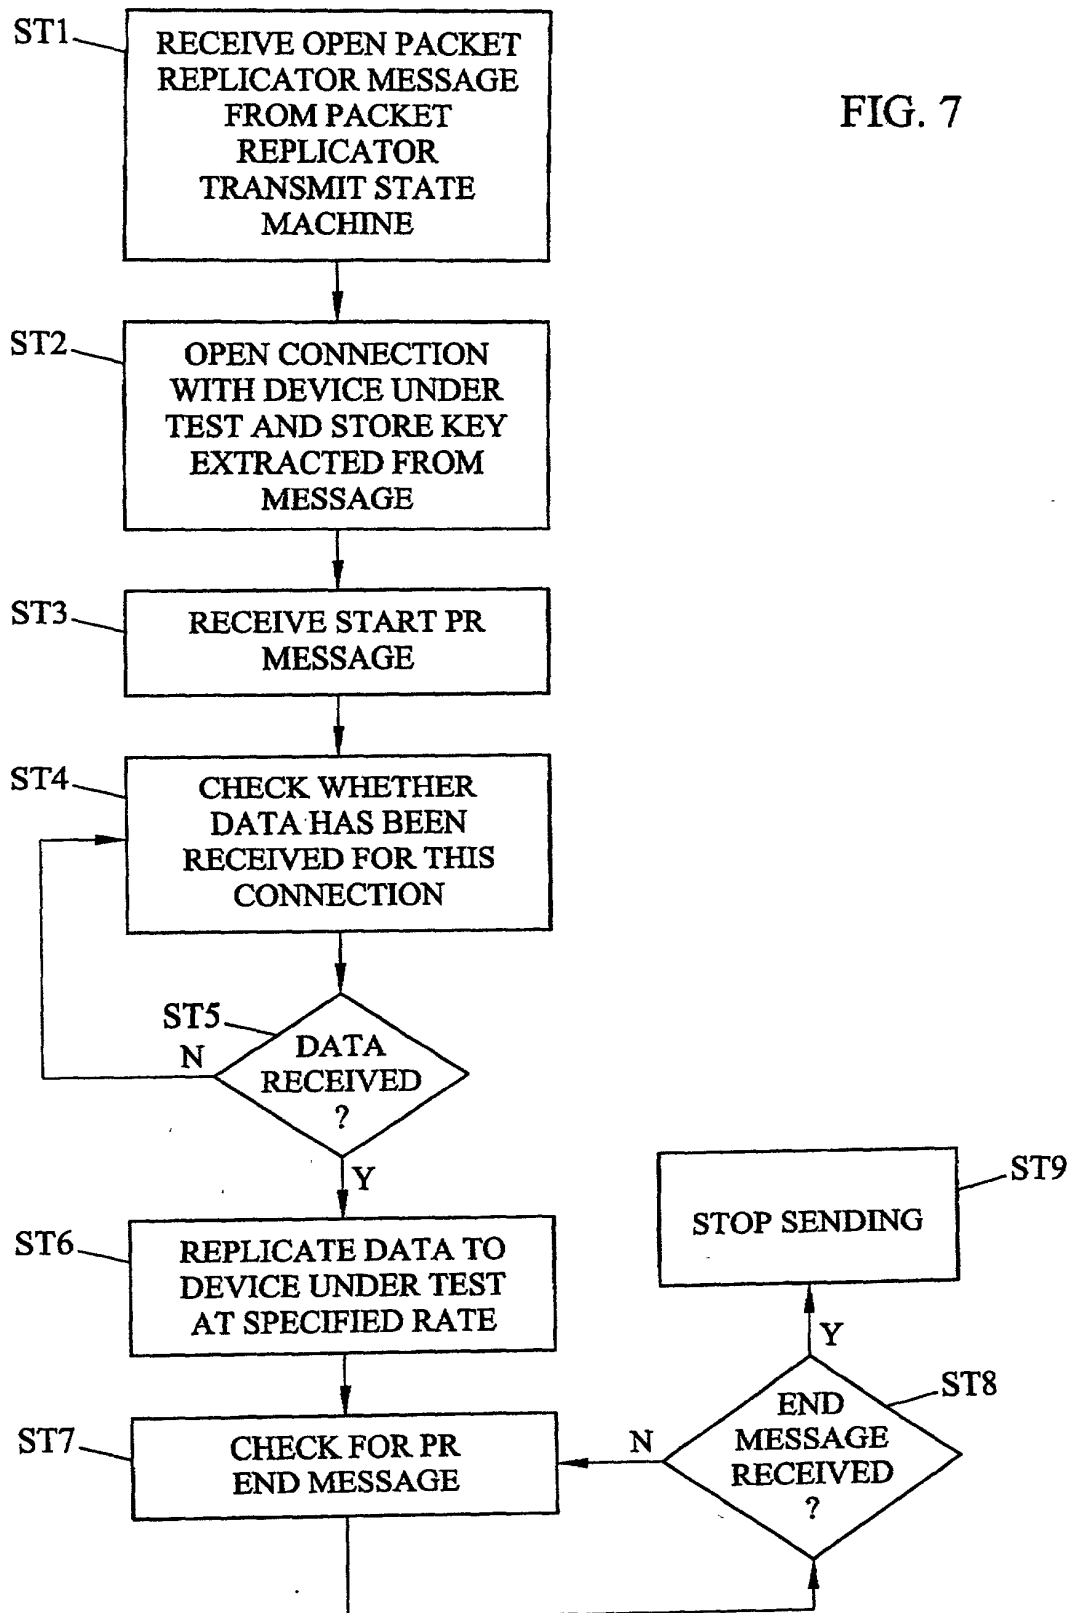 FIG. 7
ST1
RECEIVE OPEN PACKET
REPLICATOR MESSAGE
FROM PACKET
REPLICATOR
TRANSMIT STATE
MACHINE
ST2
OPEN CONNECTION
WITH DEVICE UNDER
TEST AND STORE KEY
EXTRACTED FROM
MESSAGE
ST3
RECEIVE START PR
MESSAGE
ST4
CHECK WHETHER
DATA HAS BEEN
RECEIVED FOR THIS
CONNECTION
ST5
DATA
RECEIVED
?
N
Y
ST6
REPLICATE DATA TO
DEVICE UNDER TEST
AT SPECIFIED RATE
ST7
CHECK FOR PR
END MESSAGE
ST8
END
MESSAGE
RECEIVED
?
N
Y
ST9
STOP SENDING